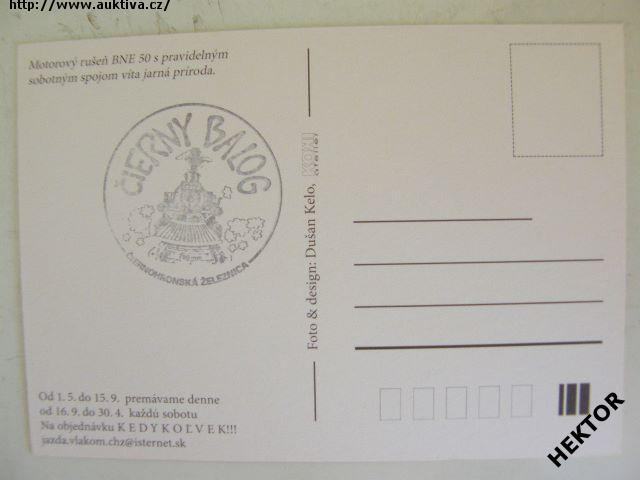 http://www.auktiva.cz/
Motorový rušeň BNE 50 s pravidelným
sobotným spojom víta jarná príroda.
ČIERNY BALOG
ČIERNOHRONSKÁ ŽELEZNICA
Foto & design: Dušan Kelo,
Od 1. 5. do 15. 9. premávame denne
od 16. 9. do 30. 4. každú sobotu
Na objednávku K E D Y K O Ľ V E K!!!
jazda.vlakom.chz@isternet.sk
HEKTOR